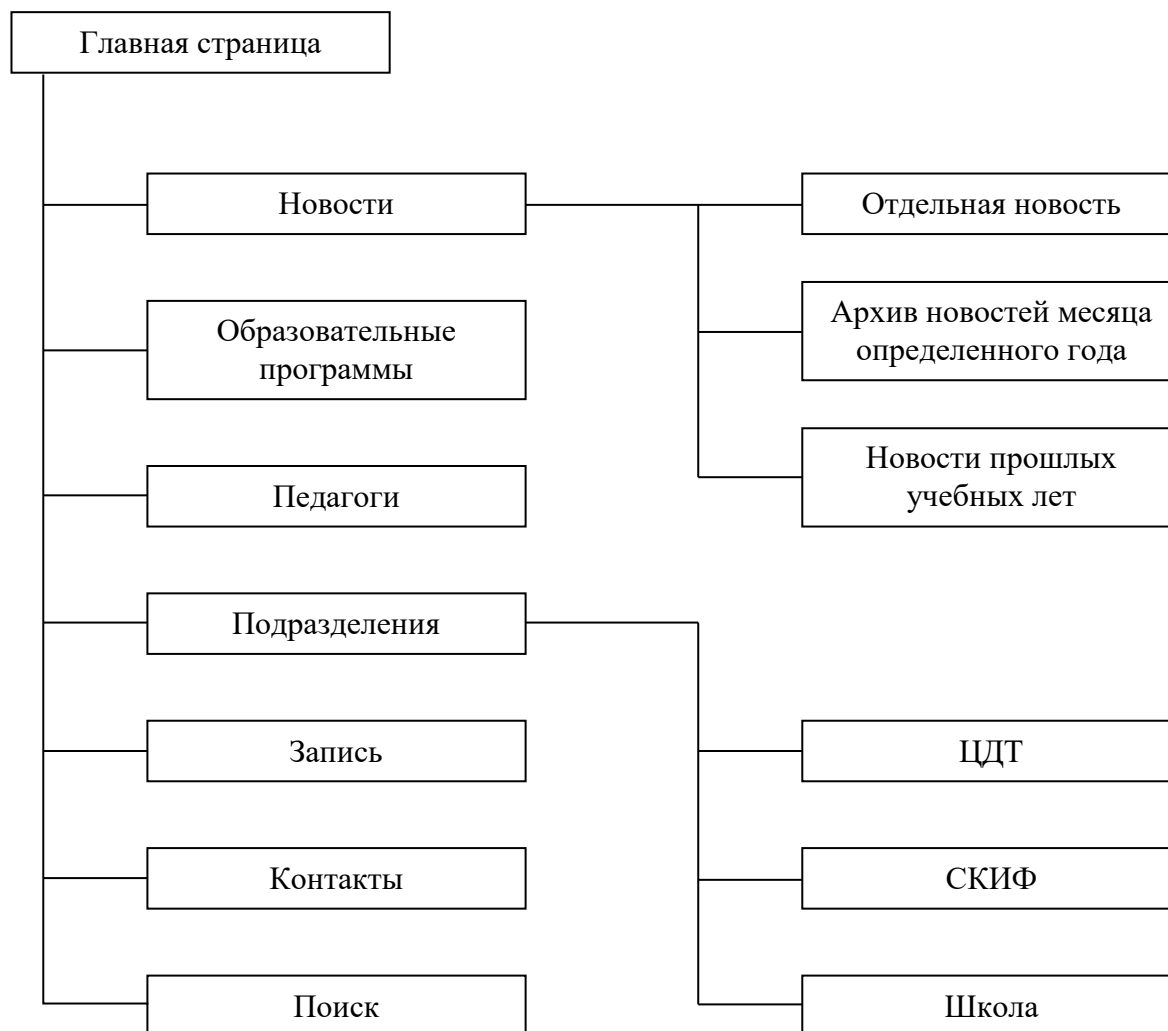 Главная страница
Новости
Отдельная новость
Образовательные
программы
Архив новостей месяца
определенного года
Педагоги
Новости прошлых
учебных лет
Подразделения
Запись
ЦДТ
Контакты
СКИФ
Поиск
Школа